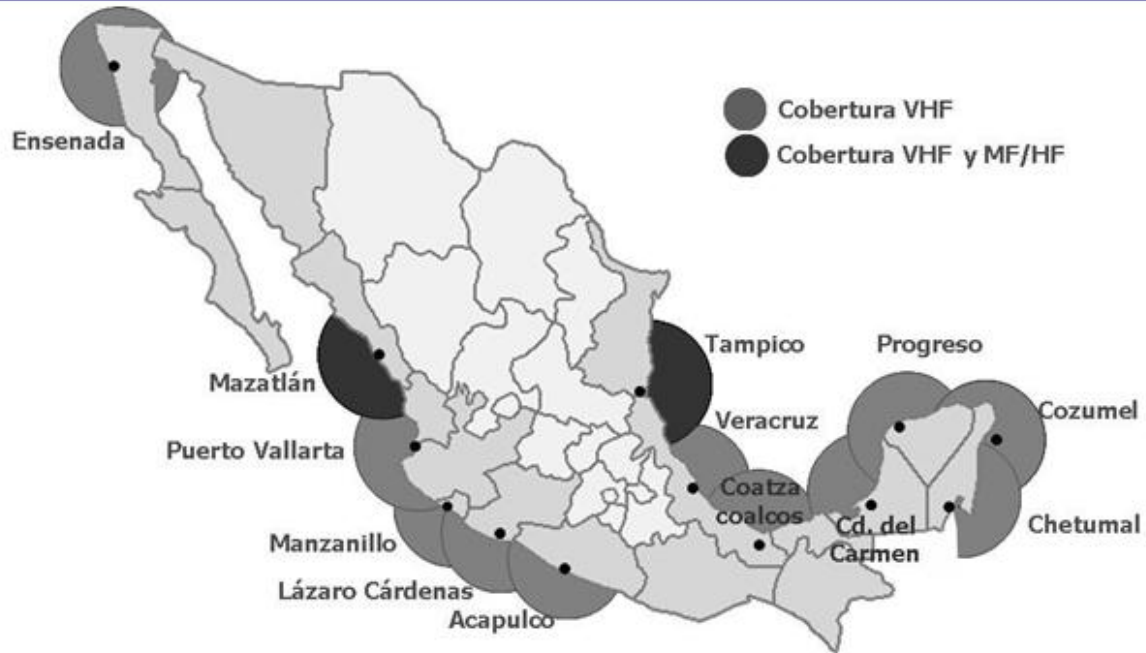 Cobertura VHF
Cobertura VHF y MF/HF
Ensenada
Tampico
Progreso
Mazatlán
Veracruz
Cozumel
Puerto Vallarta
Coatza
coalcos
Cd. del
Carmen
Chetumal
Manzanillo
Lázaro Cárdenas
Acapulco